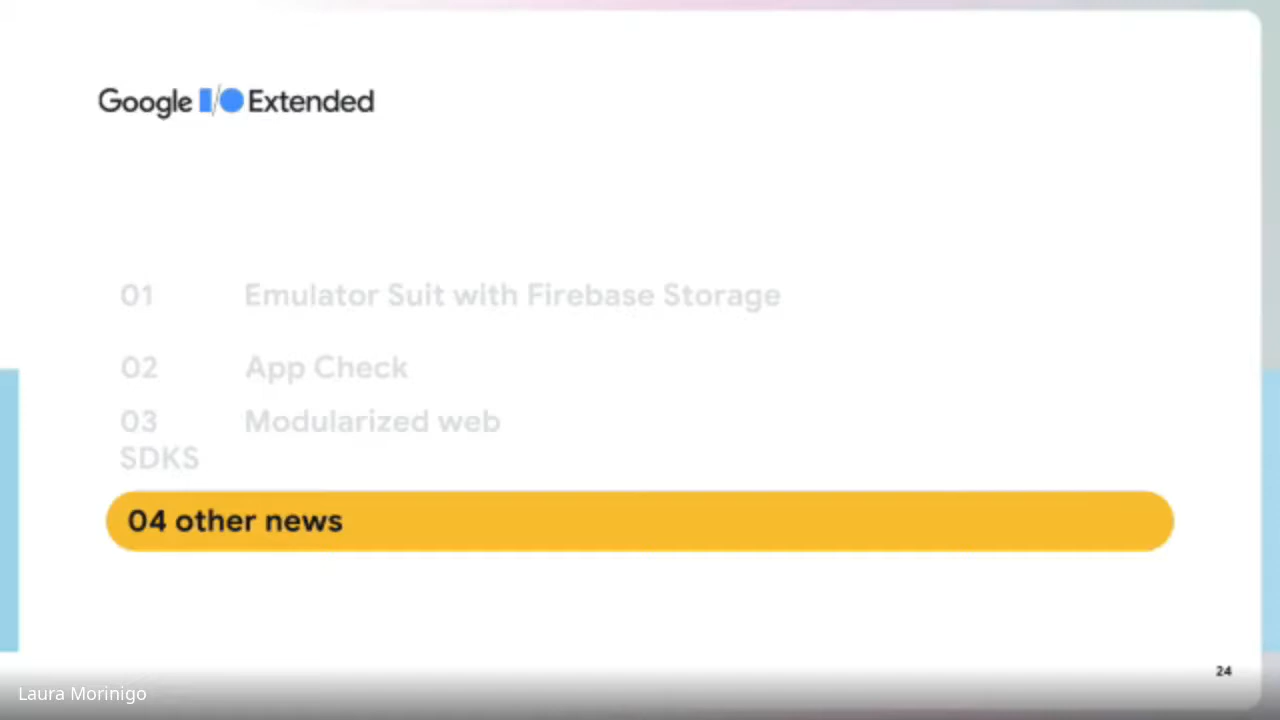 Google I/O Extended
01 Emulator Suit with Firebase Storage
02 App Check
03 Modularized web
SDKS
04 other news
24
Laura Morinigo